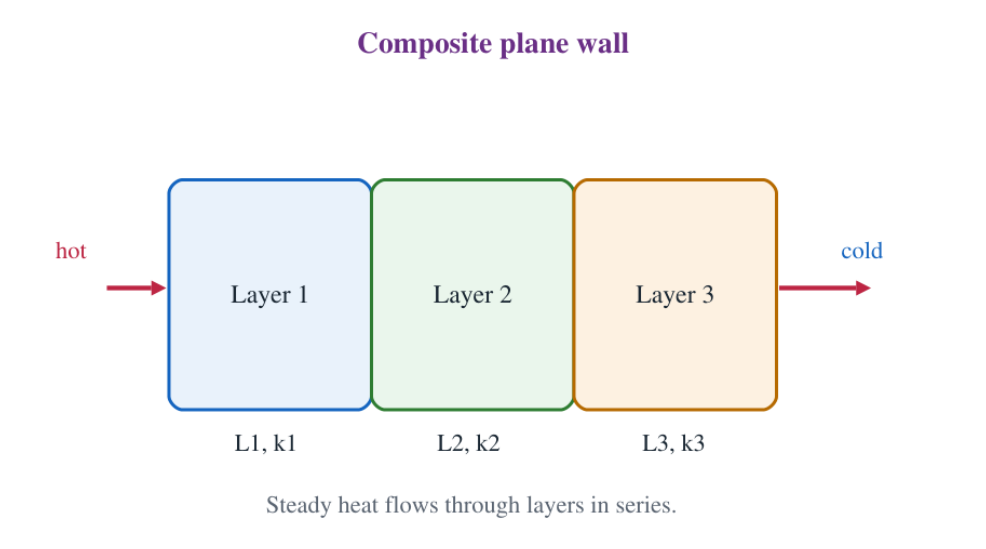 Composite plane wall
hot
cold
Layer 1
Layer 2
Layer 3
L1, k1
L2, k2
L3, k3
Steady heat flows through layers in series.